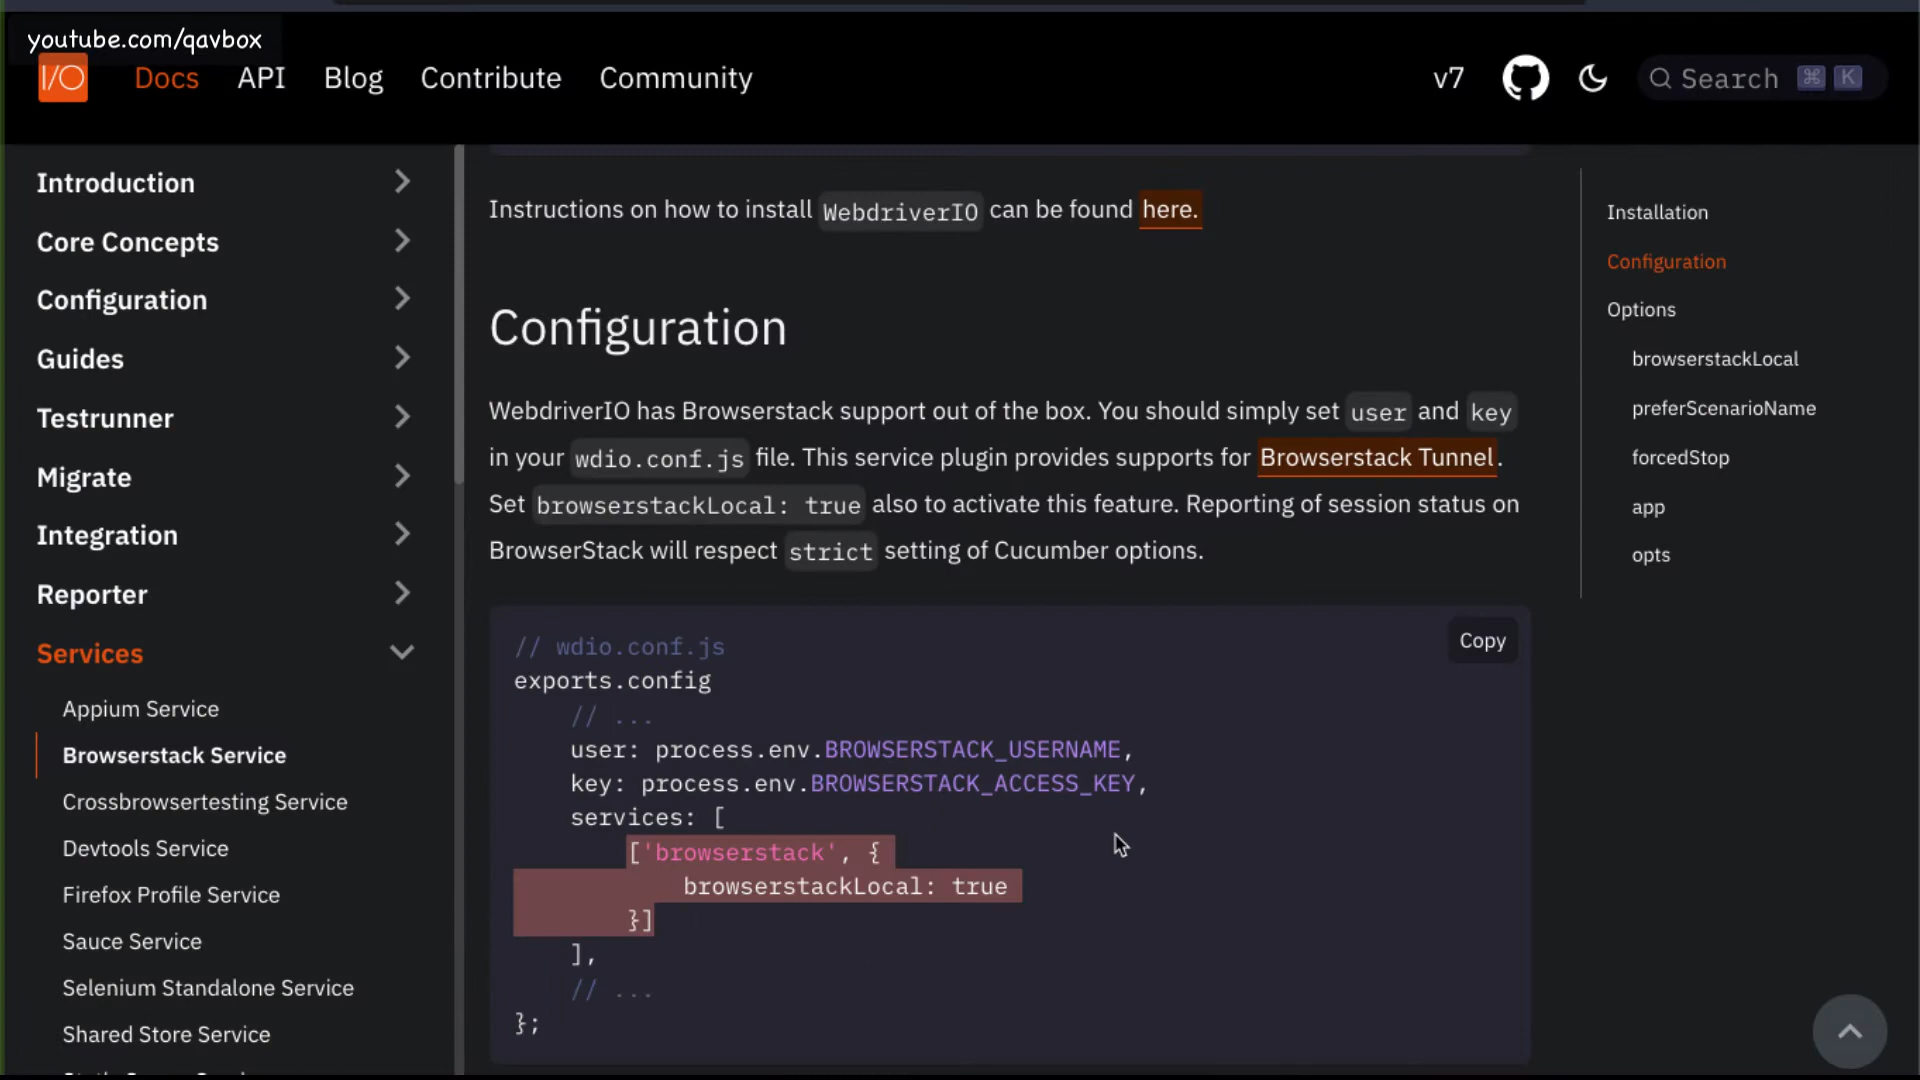 youtube.com/qavbox
I/O Docs API Blog Contribute Community v7 Search ⌘ K
Introduction
Core Concepts
Configuration
Guides
Testrunner
Migrate
Integration
Reporter
Services
Appium Service
Browserstack Service
Crossbrowsertesting Service
Devtools Service
Firefox Profile Service
Sauce Service
Selenium Standalone Service
Shared Store Service
Instructions on how to install WebdriverIO can be found here.
Configuration
WebdriverIO has Browserstack support out of the box. You should simply set user and key
in your wdio.conf.js file. This service plugin provides supports for Browserstack Tunnel.
Set browserstackLocal: true also to activate this feature. Reporting of session status on
BrowserStack will respect strict setting of Cucumber options.
Copy
// wdio.conf.js
exports.config
// ...
user: process.env.BROWSERSTACK_USERNAME,
key: process.env.BROWSERSTACK_ACCESS_KEY,
services: [
['browserstack', {
browserstackLocal: true
}]
],
// ...
};
Installation
Configuration
Options
browserstackLocal
preferScenarioName
forcedStop
app
opts